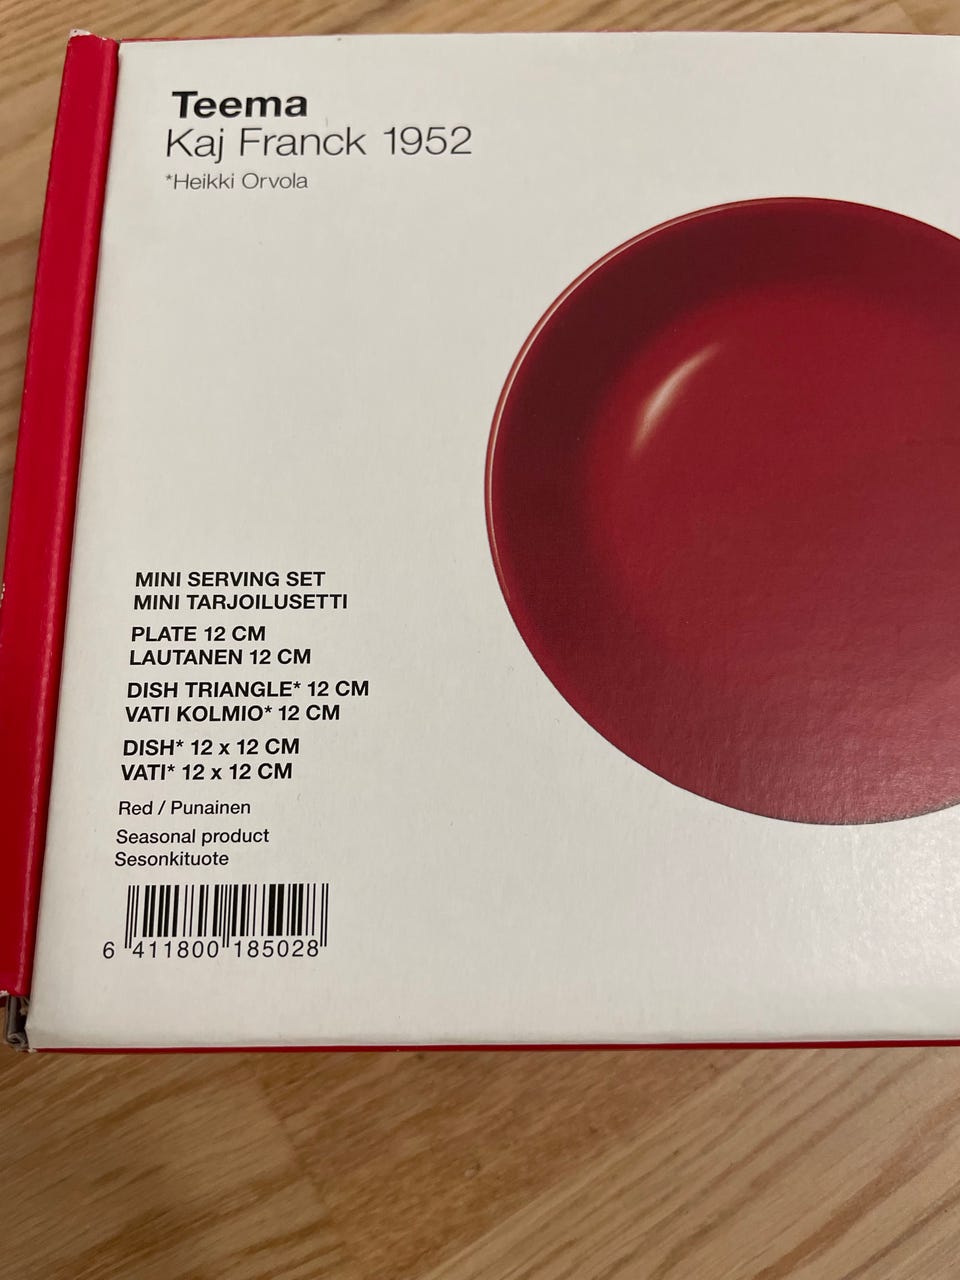 Teema
Kaj Franck 1952
*Heikki Orvola
MINI SERVING SET
MINI TARJOILUSETTI
PLATE 12 CM
LAUTANEN 12 CM
DISH TRIANGLE* 12 CM
VATI KOLMIO* 12 CM
DISH* 12 x 12 CM
VATI* 12 x 12 CM
Red / Punainen
Seasonal product
Sesonkituote
6 411800 185028